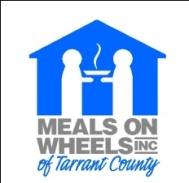 MEALS ON
WHEELS INC
of Tarrant County